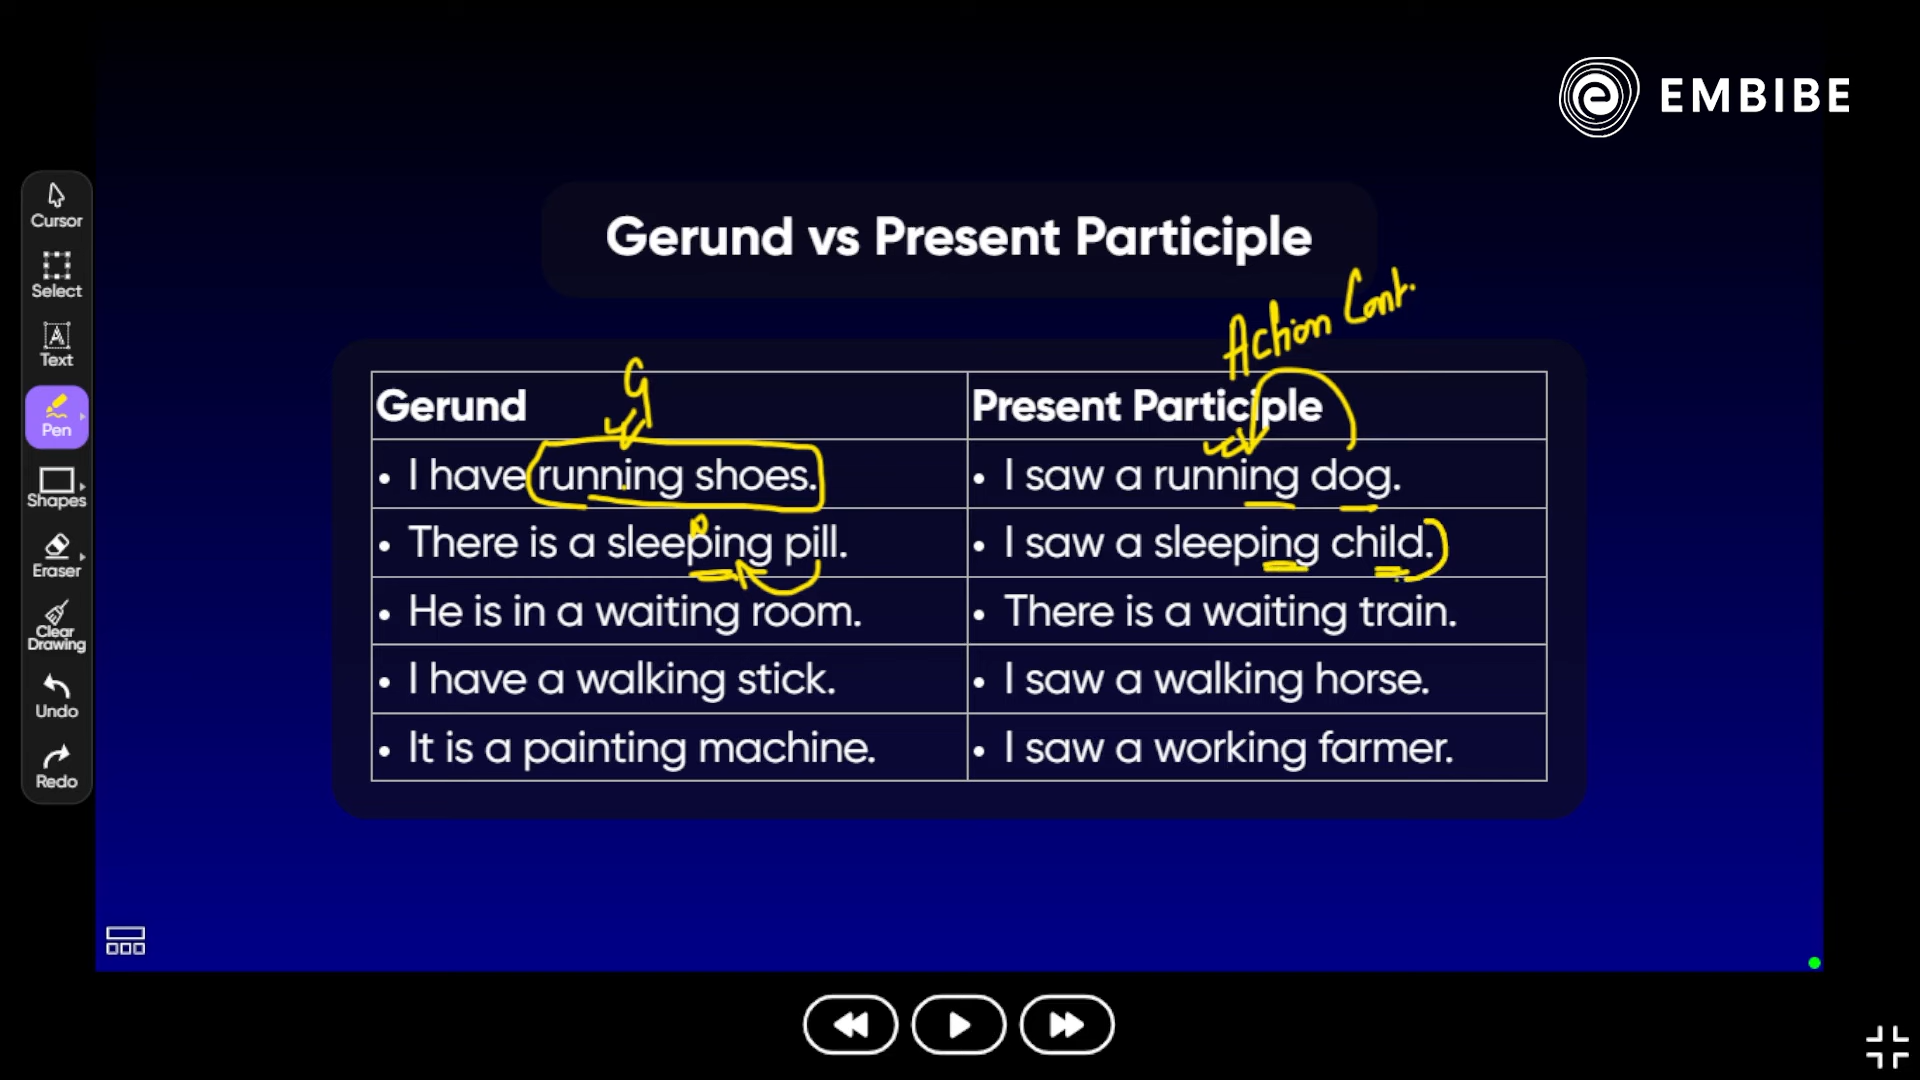 EMBIBE
Cursor
Select
Text
Pen
Shapes
Eraser
Clear
Drawing
Undo
Redo
Gerund vs Present Participle
Action Cont.
G
Gerund
Present Participle
• I have running shoes.
• I saw a running dog.
• There is a sleeping pill.
• I saw a sleeping child.
• He is in a waiting room.
• There is a waiting train.
• I have a walking stick.
• I saw a walking horse.
• It is a painting machine.
• I saw a working farmer.